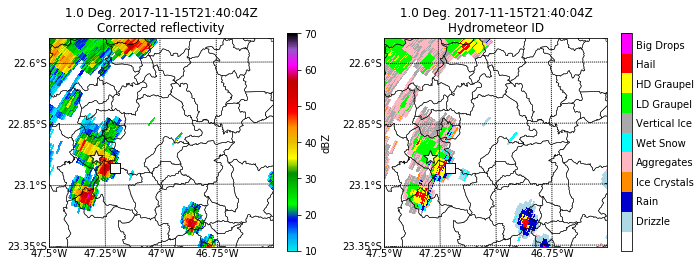 1.0 Deg. 2017-11-15T21:40:04Z
Corrected reflectivity
22.6°S
22.85°S
23.1°S
23.35°S
47.5°W 47.25°W 47°W 46.75°W
70
60
50
40
30
20
10
dBZ
1.0 Deg. 2017-11-15T21:40:04Z
Hydrometeor ID
22.6°S
22.85°S
23.1°S
23.35°S
47.5°W 47.25°W 47°W 46.75°W
Big Drops
Hail
HD Graupel
LD Graupel
Vertical Ice
Wet Snow
Aggregates
Ice Crystals
Rain
Drizzle